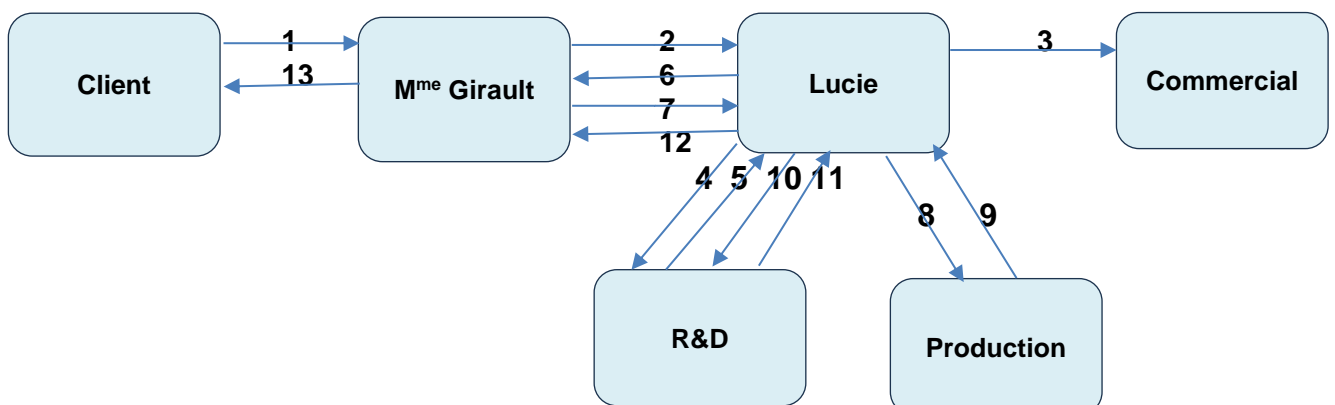 1
2
3
13
6
Client
Mme Girault
Lucie
Commercial
7
12
4 5 10 11
8 9
R&D
Production